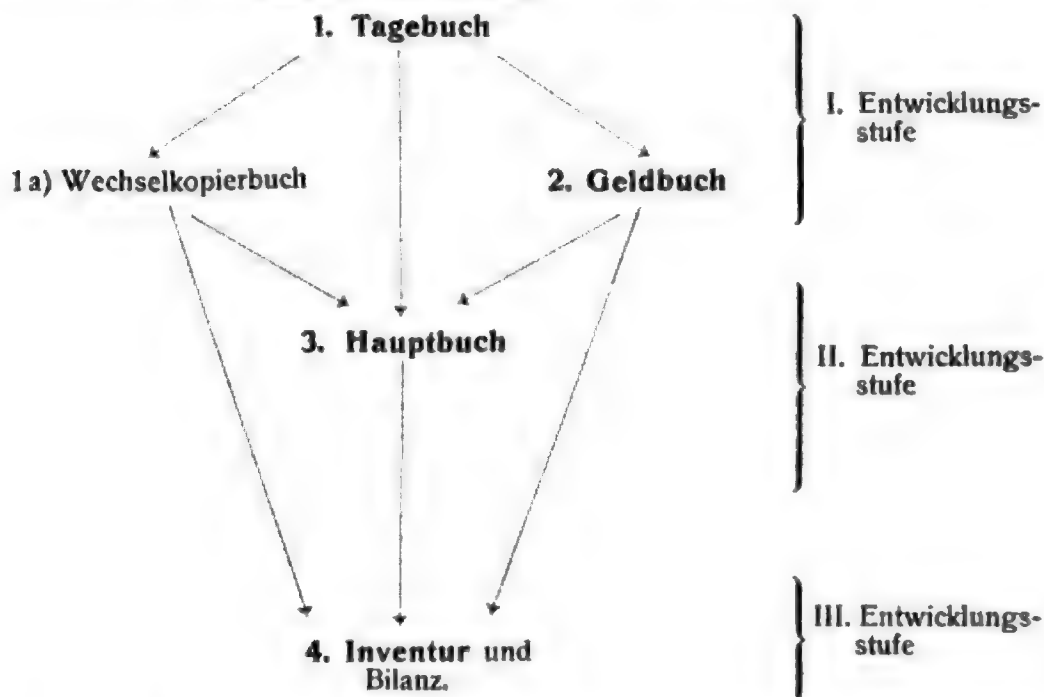 1. Tagebuch
I. Entwicklungs-
stufe
1a) Wechselkopierbuch
2. Geldbuch
3. Hauptbuch
II. Entwicklungs-
stufe
4. Inventur und
Bilanz.
III. Entwicklungs-
stufe